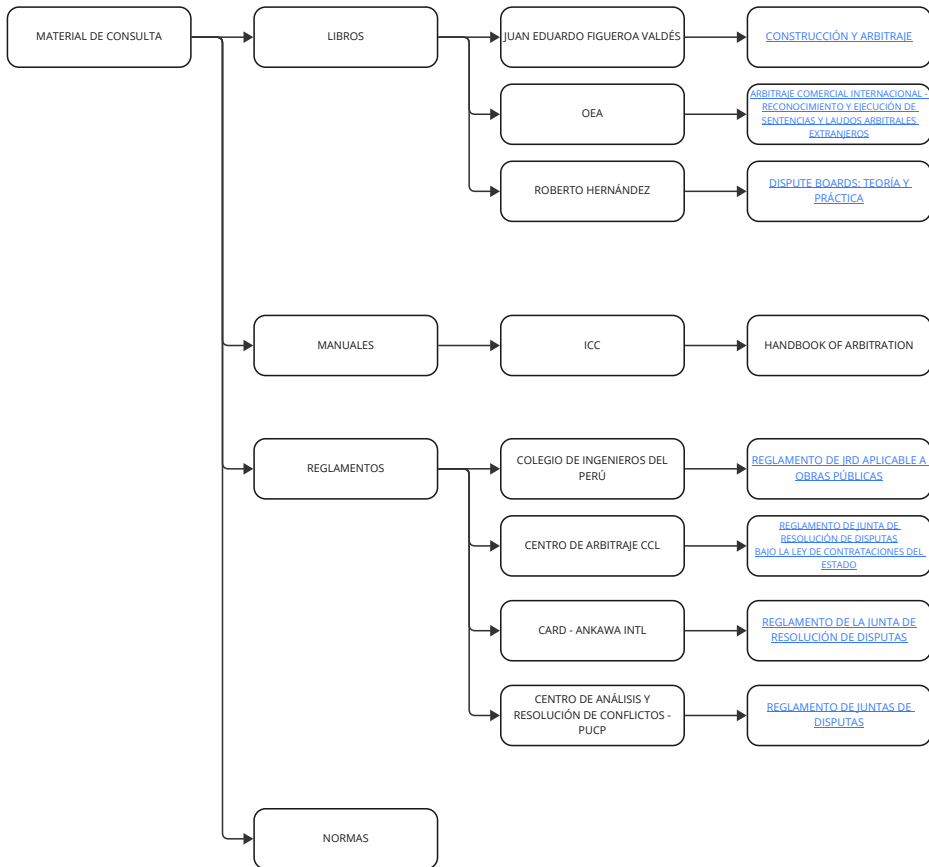 MATERIAL DE CONSULTA
LIBROS
JUAN EDUARDO FIGUEROA VALDÉS
CONSTRUCCIÓN Y ARBITRAJE
OEA
ARBITRAJE COMERCIAL INTERNACIONAL -
RECONOCIMIENTO Y EJECUCIÓN DE
SENTENCIAS Y LAUDOS ARBITRALES
EXTRANJEROS
ROBERTO HERNÁNDEZ
DISPUTE BOARDS: TEORÍA Y
PRÁCTICA
MANUALES
ICC
HANDBOOK OF ARBITRATION
REGLAMENTOS
COLEGIO DE INGENIEROS DEL
PERÚ
REGLAMENTO DE JRD APLICABLE A
OBRAS PÚBLICAS
CENTRO DE ARBITRAJE CCL
REGLAMENTO DE JUNTA DE
RESOLUCIÓN DE DISPUTAS
BAJO LA LEY DE CONTRATACIONES DEL
ESTADO
CARD - ANKAWA INTL
REGLAMENTO DE LA JUNTA DE
RESOLUCIÓN DE DISPUTAS
CENTRO DE ANÁLISIS Y
RESOLUCIÓN DE CONFLICTOS -
PUCP
REGLAMENTO DE JUNTAS DE
DISPUTAS
NORMAS